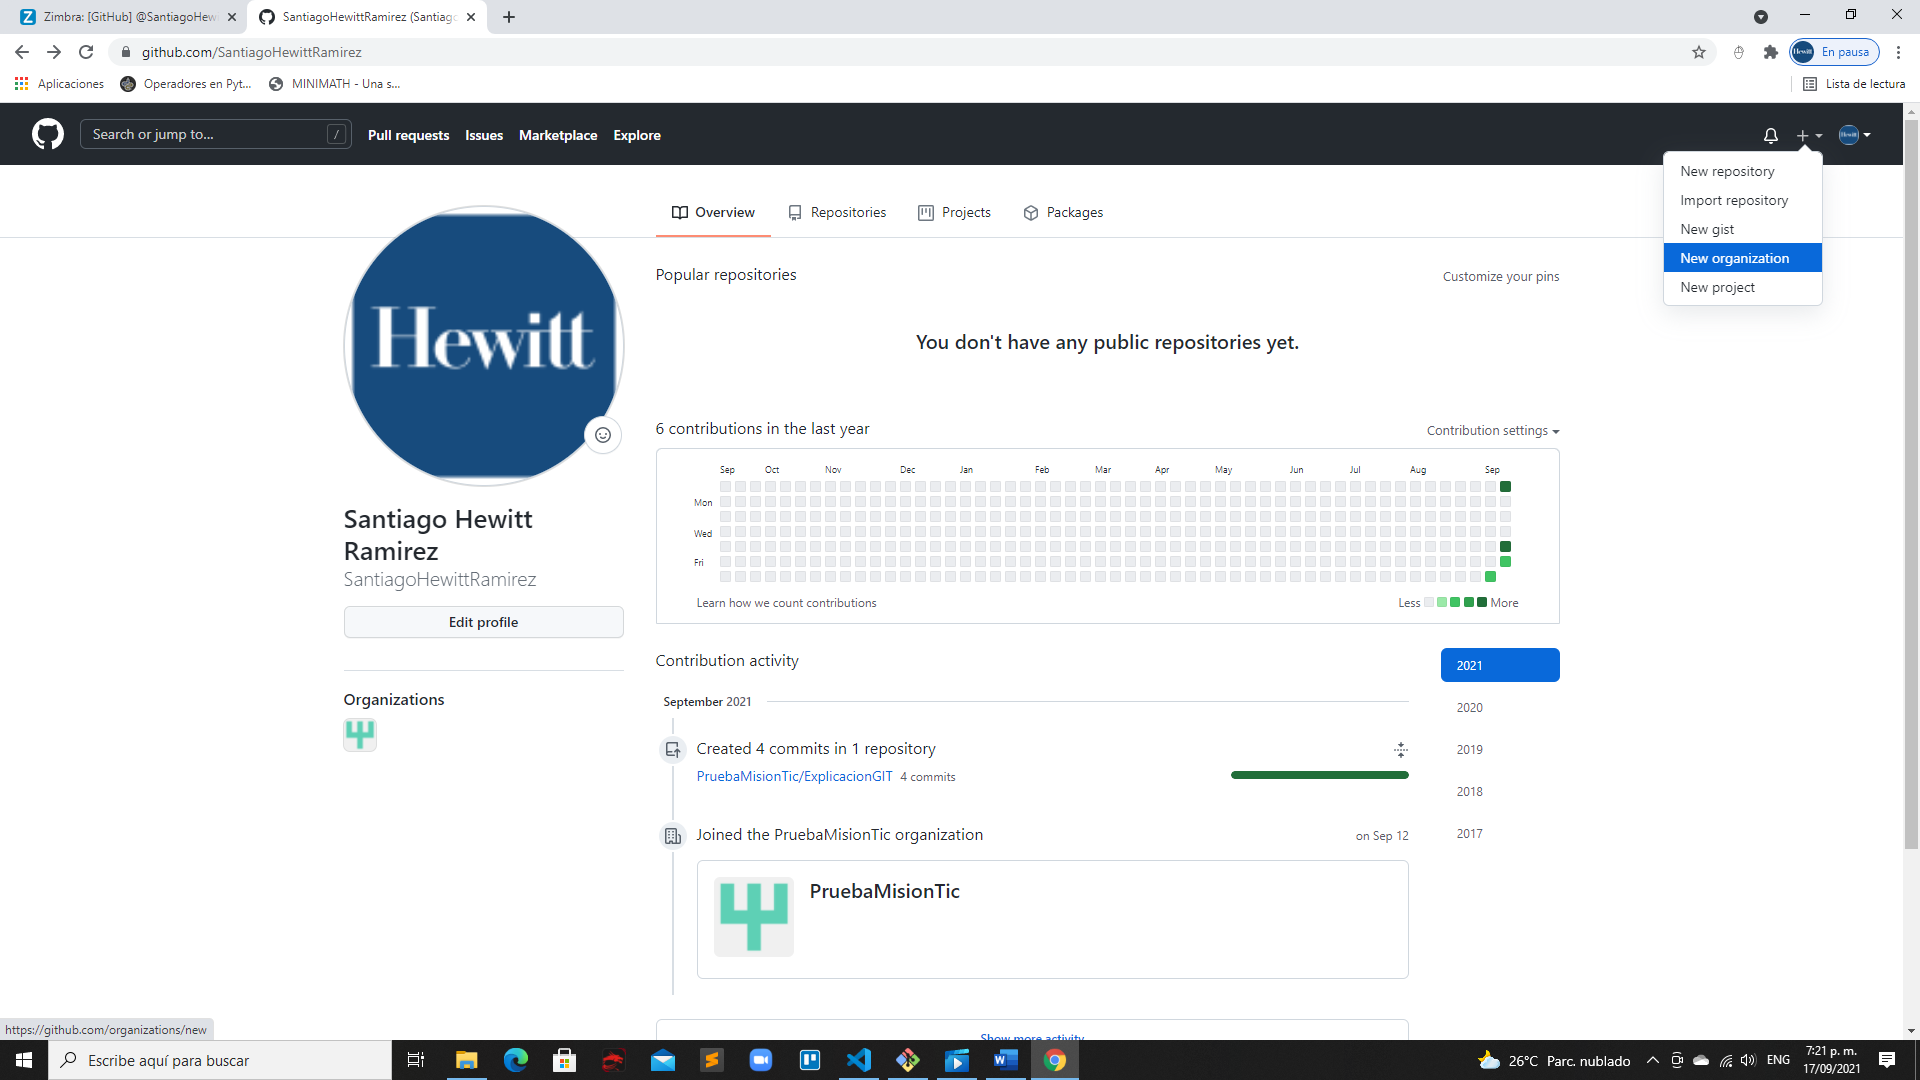 Zimbra: [GitHub] @SantiagoHew
SantiagoHewittRamirez (Santiago
github.com/SantiagoHewittRamirez
Hewitt
En pausa
Aplicaciones
Operadores en Pyt...
MINIMATH - Una s...
Lista de lectura
Search or jump to...
/
Pull requests
Issues
Marketplace
Explore
Hewitt
New repository
Import repository
New gist
New organization
New project
Overview
Repositories
Projects
Packages
Hewitt
Santiago Hewitt
Ramirez
SantiagoHewittRamirez
Edit profile
Organizations
Popular repositories
Customize your pins
You don't have any public repositories yet.
6 contributions in the last year
Contribution settings
Sep Oct Nov Dec Jan Feb Mar Apr May Jun Jul Aug Sep
Mon
Wed
Fri
Learn how we count contributions
Less
More
Contribution activity
2021
2020
2019
2018
2017
September 2021
Created 4 commits in 1 repository
PruebaMisionTic/ExplicacionGIT 4 commits
Joined the PruebaMisionTic organization
on Sep 12
PruebaMisionTic
Show more activity
https://github.com/organizations/new
Escribe aquí para buscar
26°C Parc. nublado
ENG
7:21 p. m.
17/09/2021